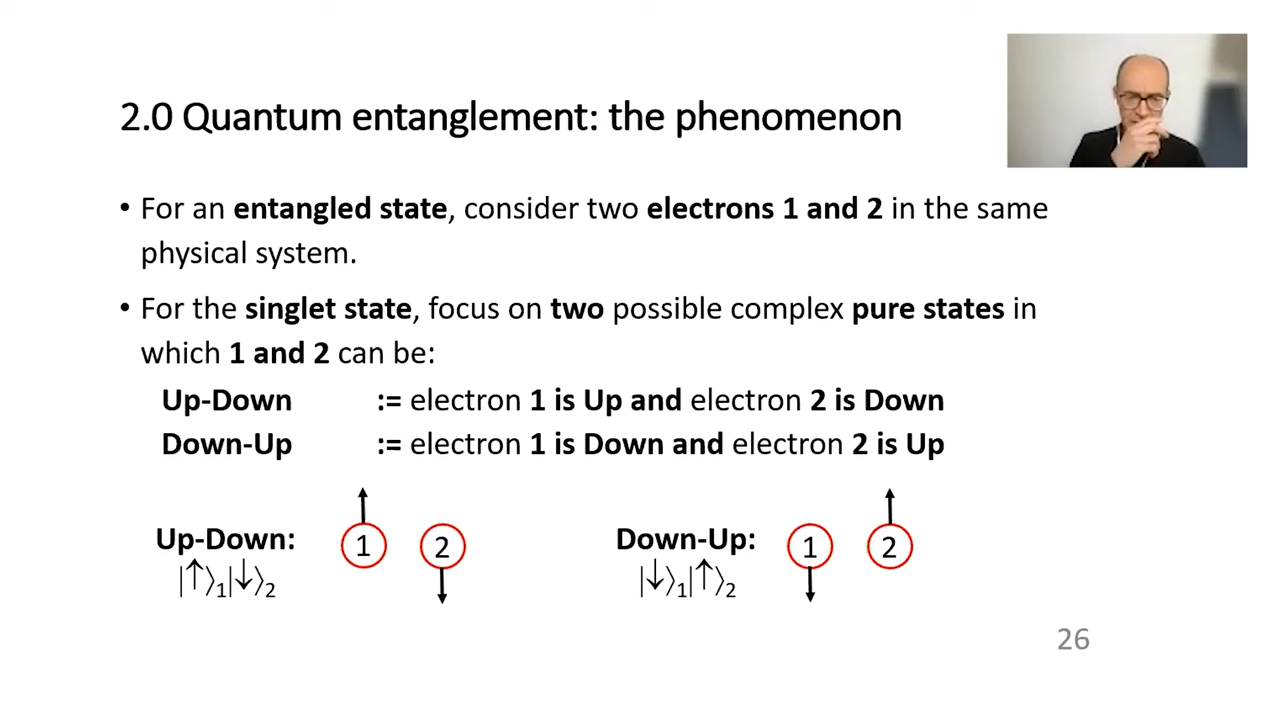 2.0 Quantum entanglement: the phenomenon
• For an entangled state, consider two electrons 1 and 2 in the same
physical system.
• For the singlet state, focus on two possible complex pure states in
which 1 and 2 can be:
Up-Down := electron 1 is Up and electron 2 is Down
Down-Up := electron 1 is Down and electron 2 is Up
Up-Down: 1 2 Down-Up: 1 2
|↑⟩₁|↓⟩₂ |↓⟩₁|↑⟩₂
26